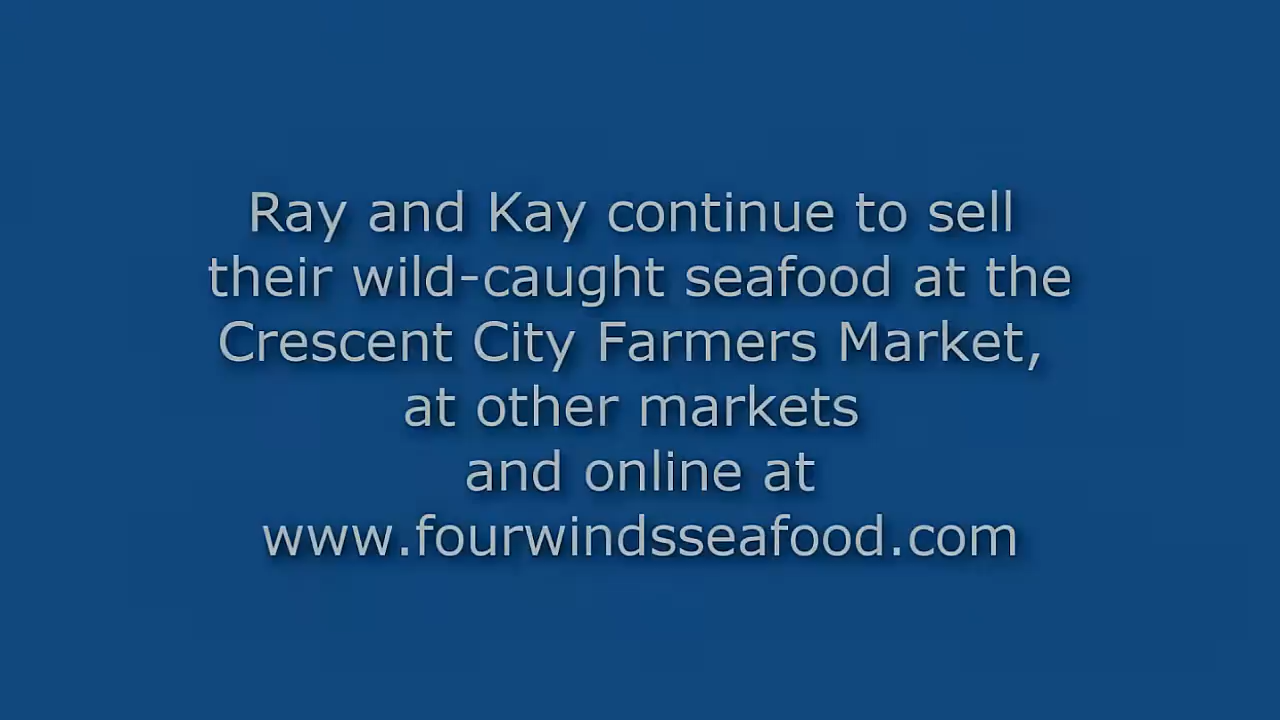 Ray and Kay continue to sell
their wild-caught seafood at the
Crescent City Farmers Market,
at other markets
and online at
www.fourwindsseafood.com